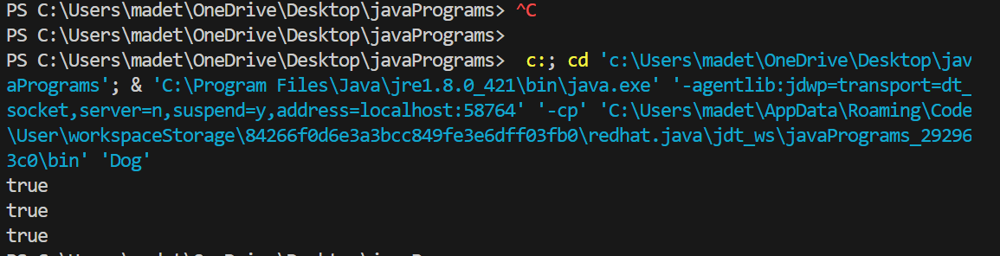 PS C:\Users\madet\OneDrive\Desktop\javaPrograms> ^C
PS C:\Users\madet\OneDrive\Desktop\javaPrograms>
PS C:\Users\madet\OneDrive\Desktop\javaPrograms>  c:; cd 'c:\Users\madet\OneDrive\Desktop\jav
aPrograms'; & 'C:\Program Files\Java\jre1.8.0_421\bin\java.exe' '-agentlib:jdwp=transport=dt_
socket,server=n,suspend=y,address=localhost:58764' '-cp' 'C:\Users\madet\AppData\Roaming\Code
\User\workspaceStorage\84266f0d6e3a3bcc849fe3e6dff03fb0\redhat.java\jdt_ws\javaPrograms_29296
3c0\bin' 'Dog'
true
true
true